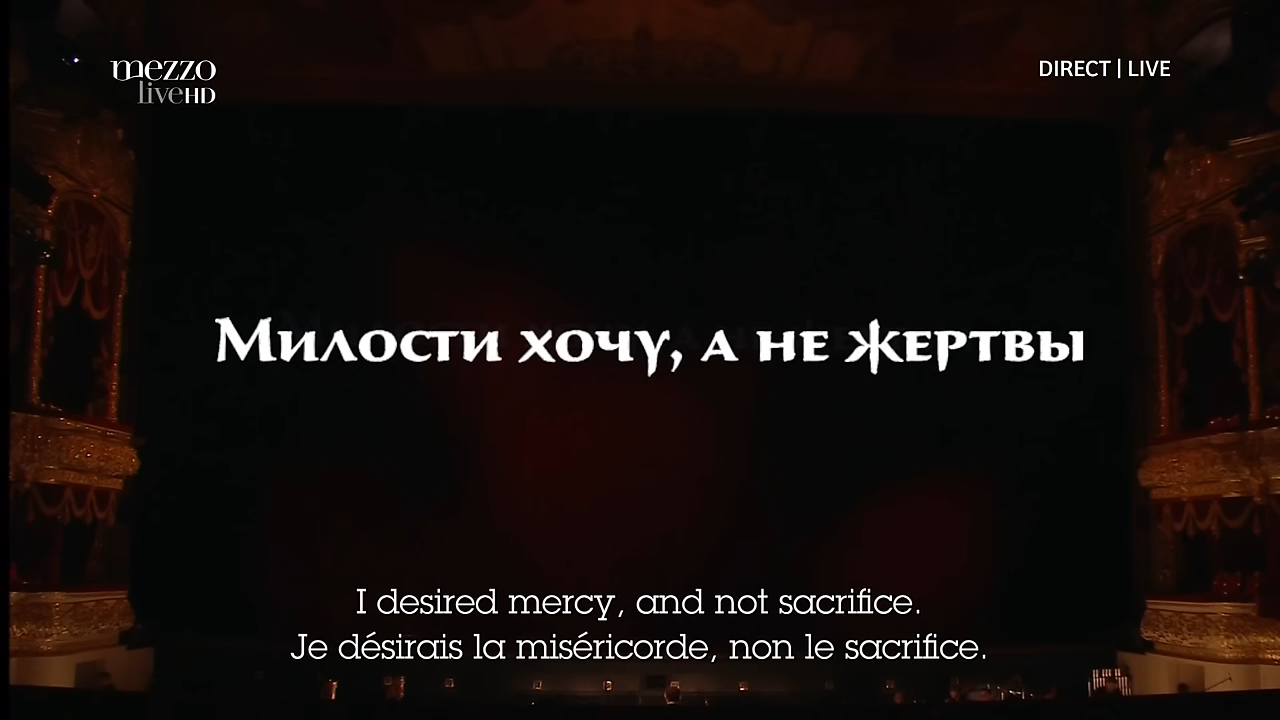 mezzo
liveHD
DIRECT | LIVE
Милости хочу, а не жертвы
I desired mercy, and not sacrifice.
Je désirais la miséricorde, non le sacrifice.